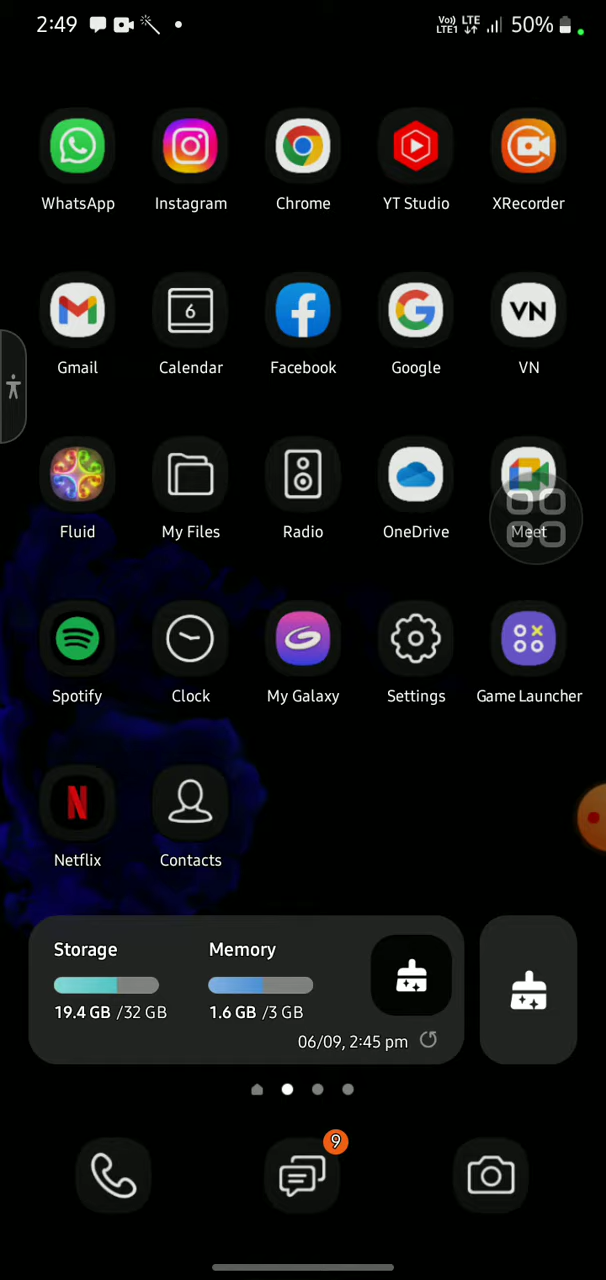 2:49 Vo)) LTE1 LTE 50%
WhatsApp Instagram Chrome YT Studio XRecorder
6 VN
Gmail Calendar Facebook Google VN
Fluid My Files Radio OneDrive Meet
Spotify Clock My Galaxy Settings Game Launcher
N
Netflix Contacts
Storage Memory
19.4 GB /32 GB 1.6 GB /3 GB
06/09, 2:45 pm
9